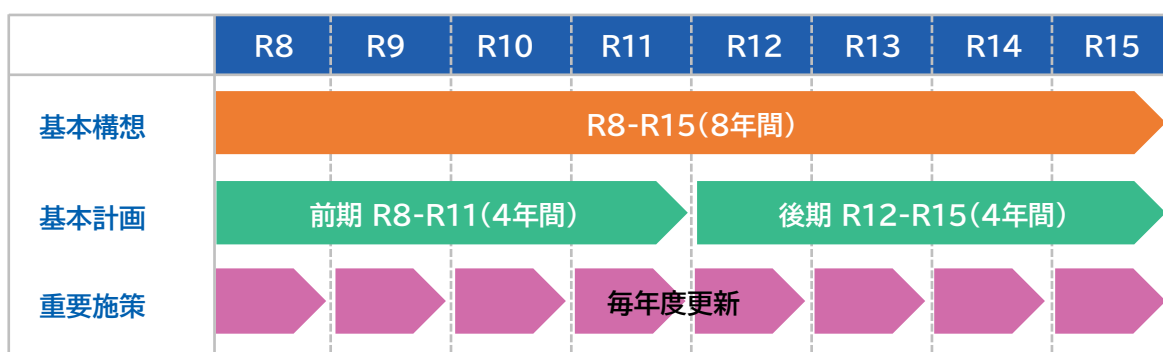 R8 R9 R10 R11 R12 R13 R14 R15
基本構想
R8-R15(8年間)
基本計画
前期 R8-R11(4年間)
後期 R12-R15(4年間)
重要施策
毎年度更新